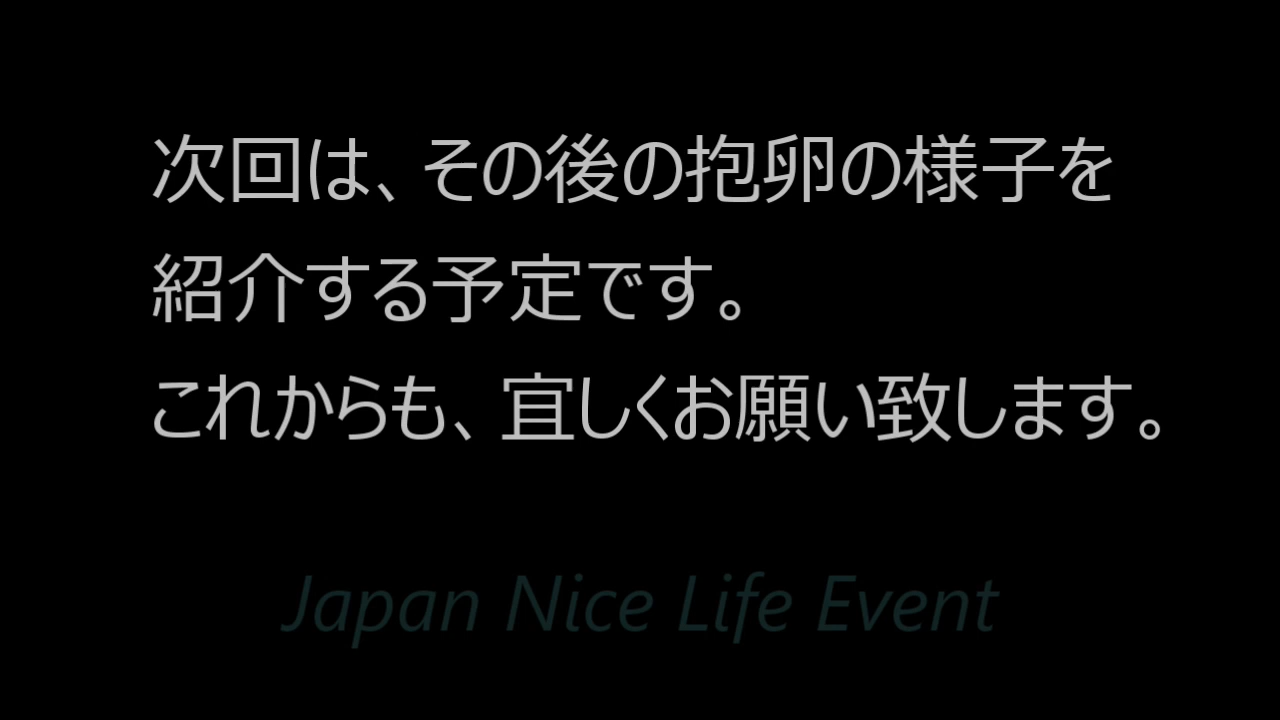 次回は、その後の抱卵の様子を
紹介する予定です。
これからも、宜しくお願い致します。
Japan Nice Life Event